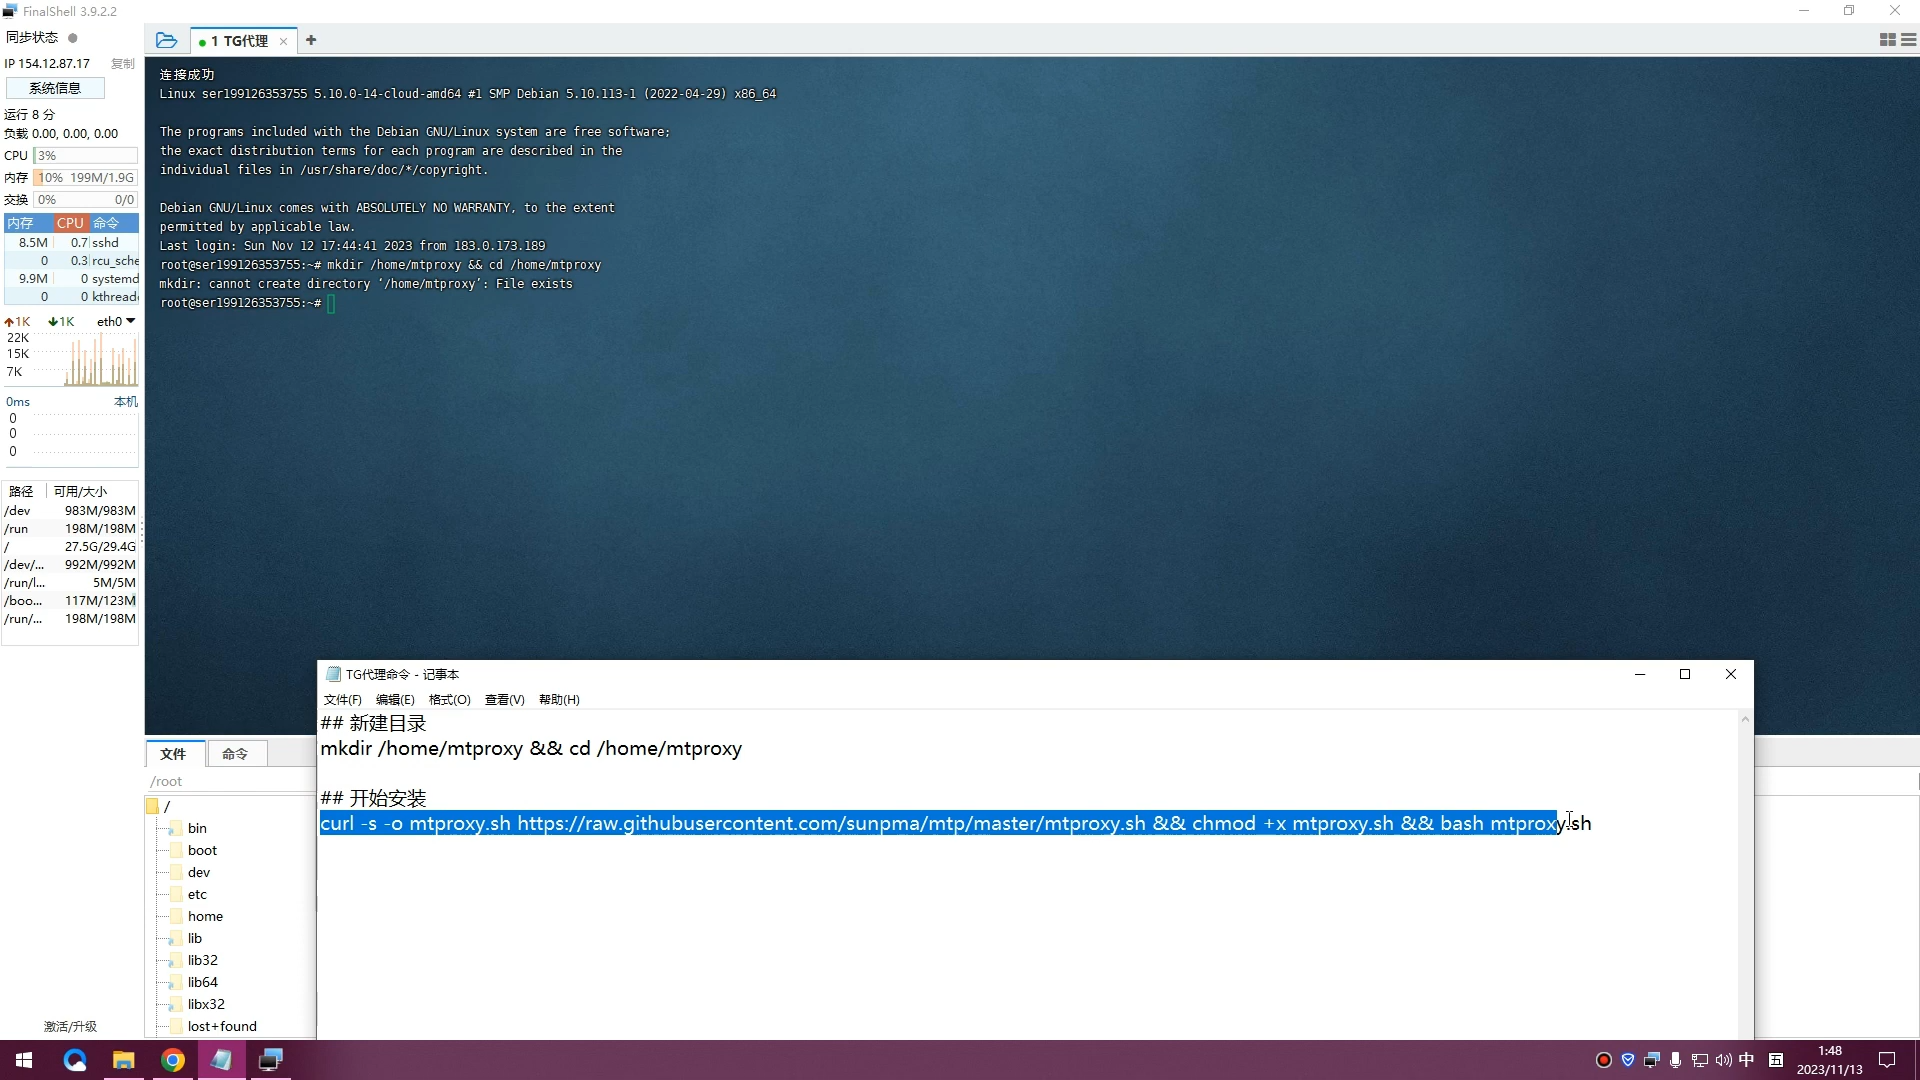 FinalShell 3.9.2.2
同步状态
1 TG代理
IP 154.12.87.17 复制
系统信息
运行 8 分
负载 0.00, 0.00, 0.00
CPU 3%
内存 10% 199M/1.9G
交换 0% 0/0
内存 CPU 命令
8.5M 0.7 sshd
0 0.3 rcu_sche
9.9M 0 systemd
0 0 kthread
1K 1K eth0
22K
15K
7K
0ms 本机
0
0
0
路径 可用/大小
/dev 983M/983M
/run 198M/198M
/ 27.5G/29.4G
/dev/... 992M/992M
/run/l... 5M/5M
/boo... 117M/123M
/run/... 198M/198M
激活/升级
连接成功
Linux ser199126353755 5.10.0-14-cloud-amd64 #1 SMP Debian 5.10.113-1 (2022-04-29) x86_64
The programs included with the Debian GNU/Linux system are free software;
the exact distribution terms for each program are described in the
individual files in /usr/share/doc/*/copyright.
Debian GNU/Linux comes with ABSOLUTELY NO WARRANTY, to the extent
permitted by applicable law.
Last login: Sun Nov 12 17:44:41 2023 from 183.0.173.189
root@ser199126353755:~# mkdir /home/mtproxy && cd /home/mtproxy
mkdir: cannot create directory ‘/home/mtproxy’: File exists
root@ser199126353755:~#
文件 命令
/root
/
bin
boot
dev
etc
home
lib
lib32
lib64
libx32
lost+found
TG代理命令 - 记事本
文件(F) 编辑(E) 格式(O) 查看(V) 帮助(H)
## 新建目录
mkdir /home/mtproxy && cd /home/mtproxy
## 开始安装
curl -s -o mtproxy.sh https://raw.githubusercontent.com/sunpma/mtp/master/mtproxy.sh && chmod +x mtproxy.sh && bash mtproxy.sh
中 五
1:48
2023/11/13